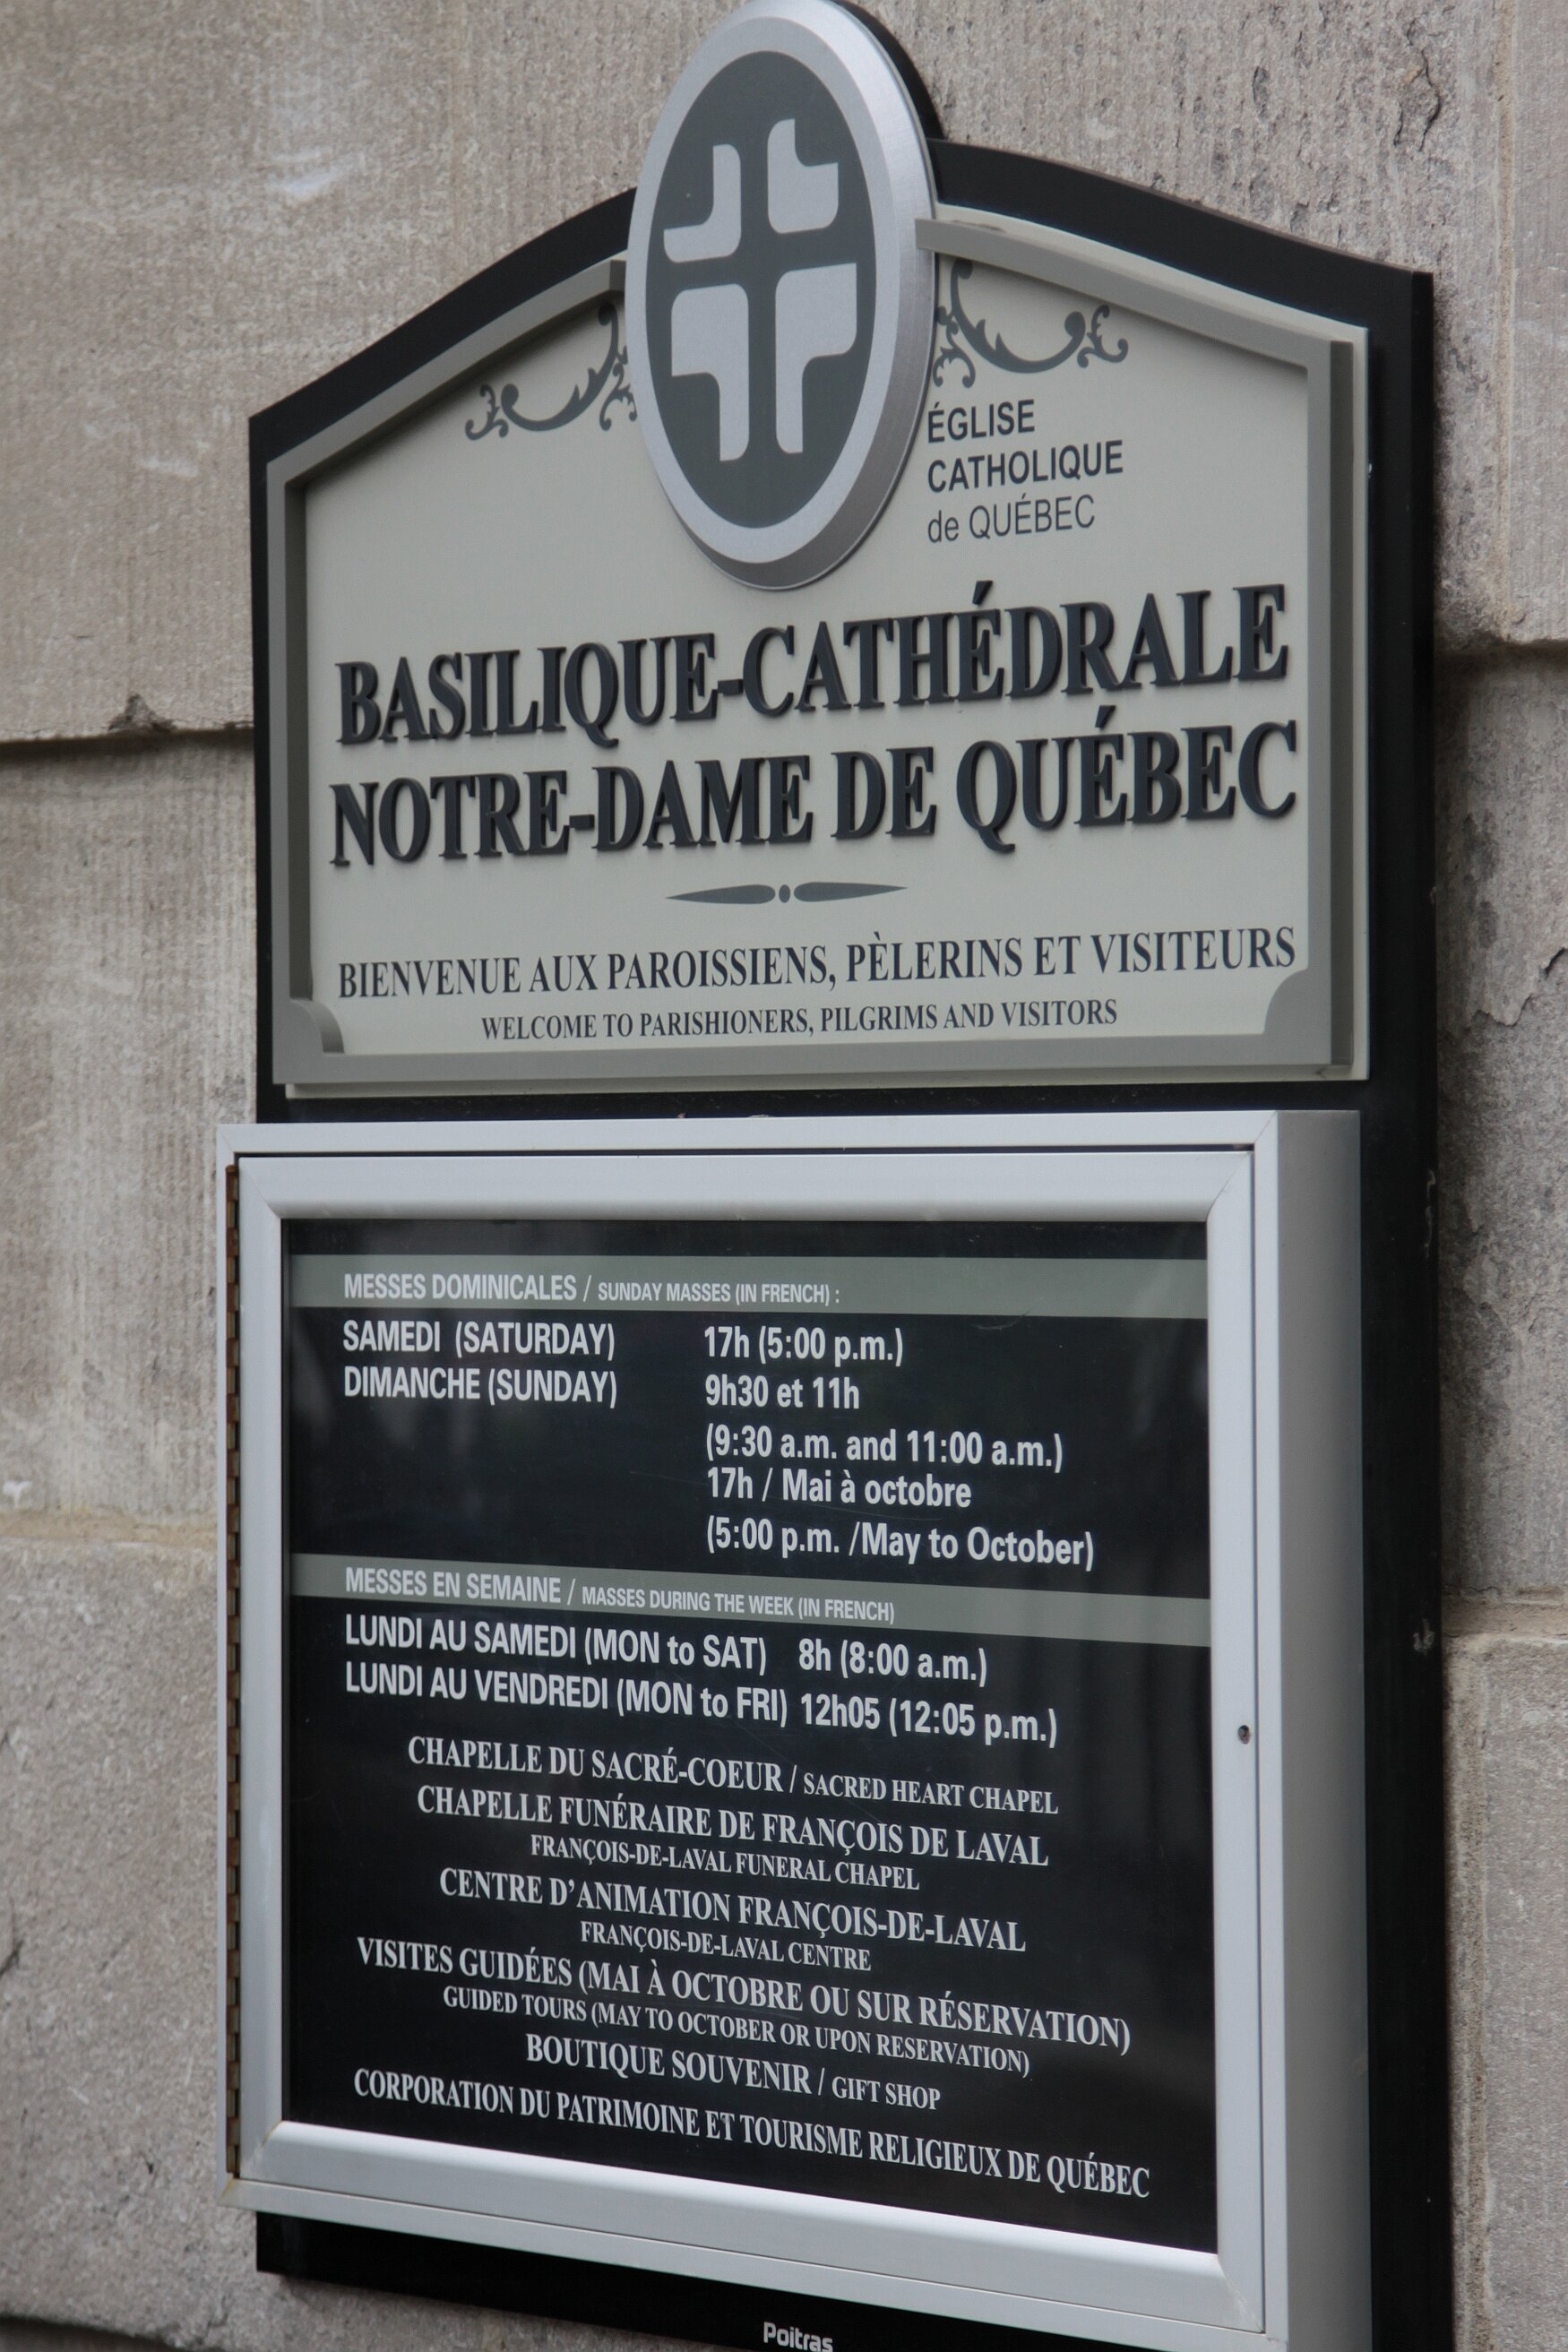 ÉGLISE
CATHOLIQUE
de QUÉBEC
BASILIQUE-CATHÉDRALE
NOTRE-DAME DE QUÉBEC
BIENVENUE AUX PAROISSIENS, PÈLERINS ET VISITEURS
WELCOME TO PARISHIONERS, PILGRIMS AND VISITORS
MESSES DOMINICALES / SUNDAY MASSES (IN FRENCH) :
SAMEDI (SATURDAY) 17h (5:00 p.m.)
DIMANCHE (SUNDAY) 9h30 et 11h
(9:30 a.m. and 11:00 a.m.)
17h / Mai à octobre
(5:00 p.m. /May to October)
MESSES EN SEMAINE / MASSES DURING THE WEEK (IN FRENCH)
LUNDI AU SAMEDI (MON to SAT) 8h (8:00 a.m.)
LUNDI AU VENDREDI (MON to FRI) 12h05 (12:05 p.m.)
CHAPELLE DU SACRÉ-COEUR / SACRED HEART CHAPEL
CHAPELLE FUNÉRAIRE DE FRANÇOIS DE LAVAL
FRANÇOIS-DE-LAVAL FUNERAL CHAPEL
CENTRE D'ANIMATION FRANÇOIS-DE-LAVAL
FRANÇOIS-DE-LAVAL CENTRE
VISITES GUIDÉES (MAI À OCTOBRE OU SUR RÉSERVATION)
GUIDED TOURS (MAY TO OCTOBER OR UPON RESERVATION)
BOUTIQUE SOUVENIR / GIFT SHOP
CORPORATION DU PATRIMOINE ET TOURISME RELIGIEUX DE QUÉBEC
Poitras